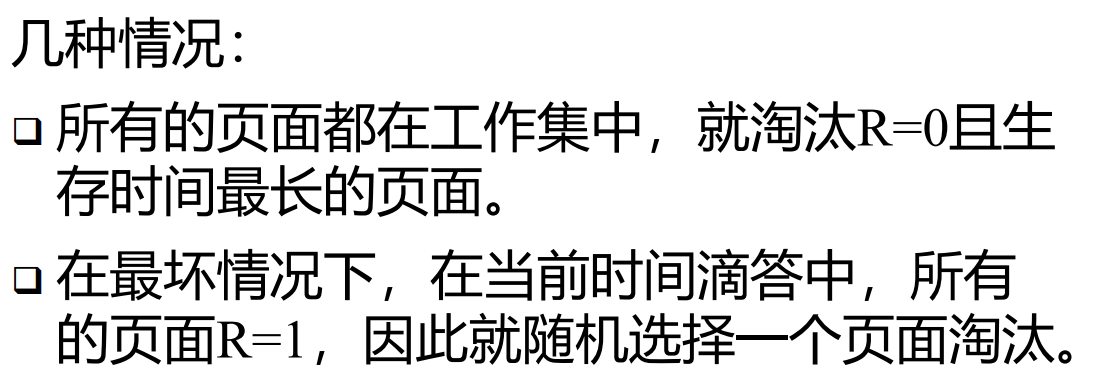 几种情况：
❑ 所有的页面都在工作集中，就淘汰R=0且生
存时间最长的页面。
❑ 在最坏情况下，在当前时间滴答中，所有
的页面R=1，因此就随机选择一个页面淘汰。